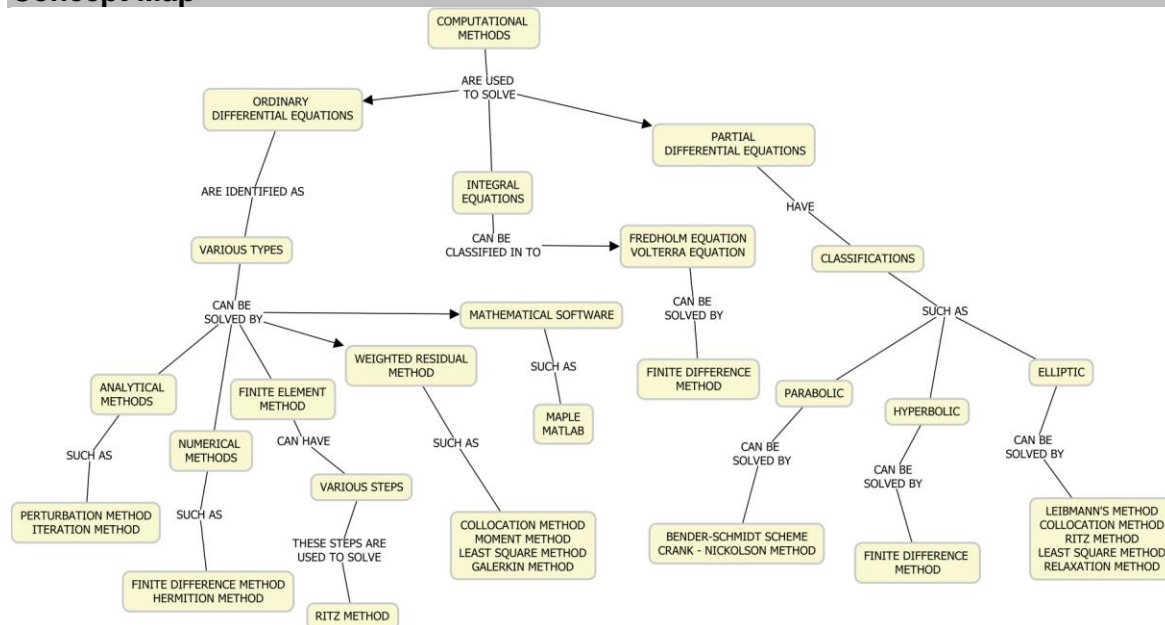 Concept Map
COMPUTATIONAL
METHODS
ARE USED
TO SOLVE
ORDINARY
DIFFERENTIAL EQUATIONS
PARTIAL
DIFFERENTIAL EQUATIONS
INTEGRAL
EQUATIONS
ARE IDENTIFIED AS
HAVE
VARIOUS TYPES
CAN BE
CLASSIFIED IN TO
FREDHOLM EQUATION
VOLTERRA EQUATION
CLASSIFICATIONS
CAN BE
SOLVED BY
MATHEMATICAL SOFTWARE
CAN BE
SOLVED BY
SUCH AS
ANALYTICAL
METHODS
FINITE ELEMENT
METHOD
WEIGHTED RESIDUAL
METHOD
SUCH AS
FINITE DIFFERENCE
METHOD
PARABOLIC
HYPERBOLIC
ELLIPTIC
MAPLE
MATLAB
NUMERICAL
METHODS
CAN HAVE
SUCH AS
SUCH AS
CAN BE
SOLVED BY
CAN BE
SOLVED BY
CAN BE
SOLVED BY
VARIOUS STEPS
PERTURBATION METHOD
ITERATION METHOD
SUCH AS
COLLOCATION METHOD
MOMENT METHOD
LEAST SQUARE METHOD
GALERKIN METHOD
BENDER-SCHMIDT SCHEME
CRANK - NICKOLSON METHOD
FINITE DIFFERENCE
METHOD
LEIBMANN'S METHOD
COLLOCATION METHOD
RITZ METHOD
LEAST SQUARE METHOD
RELAXATION METHOD
THESE STEPS ARE
USED TO SOLVE
FINITE DIFFERENCE METHOD
HERMITION METHOD
RITZ METHOD